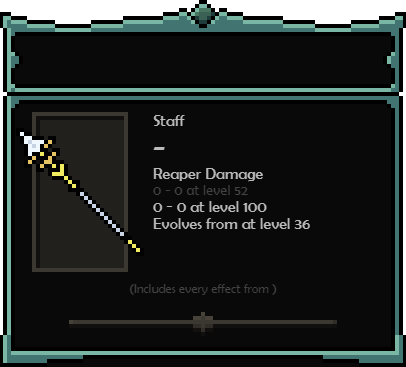 Staff
–
Reaper Damage
0 - 0 at level 52
0 - 0 at level 100
Evolves from at level 36
(Includes every effect from )